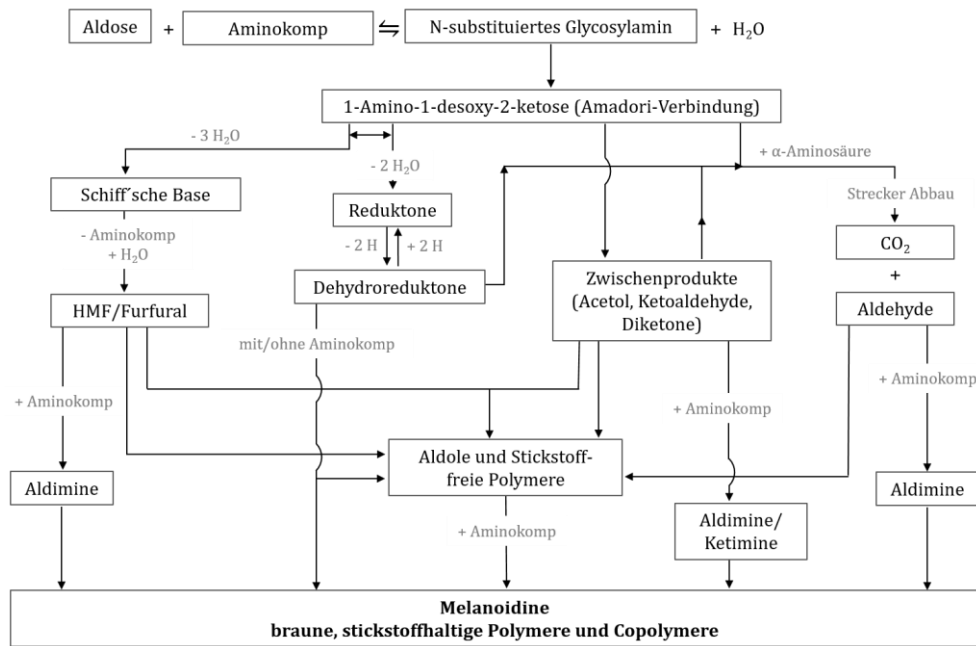 Aldose + Aminokomp ⇋ N-substituiertes Glycosylamin + H₂O
1-Amino-1-desoxy-2-ketose (Amadori-Verbindung)
- 3 H₂O
- 2 H₂O
+ α-Aminosäure
Schiff´sche Base
Reduktone
Strecker Abbau
- Aminokomp
+ H₂O
- 2 H
+ 2 H
CO₂
+
Dehydroreduktone
Zwischenprodukte
(Acetol, Ketoaldehyde,
Diketone)
HMF/Furfural
Aldehyde
mit/ohne Aminokomp
+ Aminokomp
+ Aminokomp
+ Aminokomp
Aldole und Stickstoff-
freie Polymere
Aldimine
Aldimine
+ Aminokomp
Aldimine/
Ketimine
Melanoidine
braune, stickstoffhaltige Polymere und Copolymere